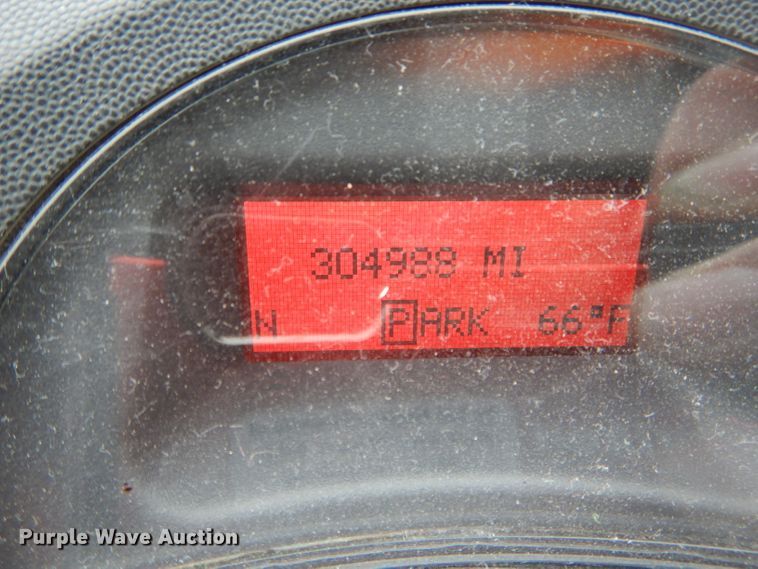 304988 MI
N PARK 66°F
Purple Wave Auction